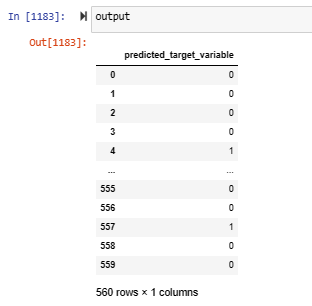 In [1183]: output
Out[1183]:
predicted_target_variable
0 0
1 0
2 0
3 0
4 1
... ...
555 0
556 0
557 1
558 0
559 0
560 rows × 1 columns